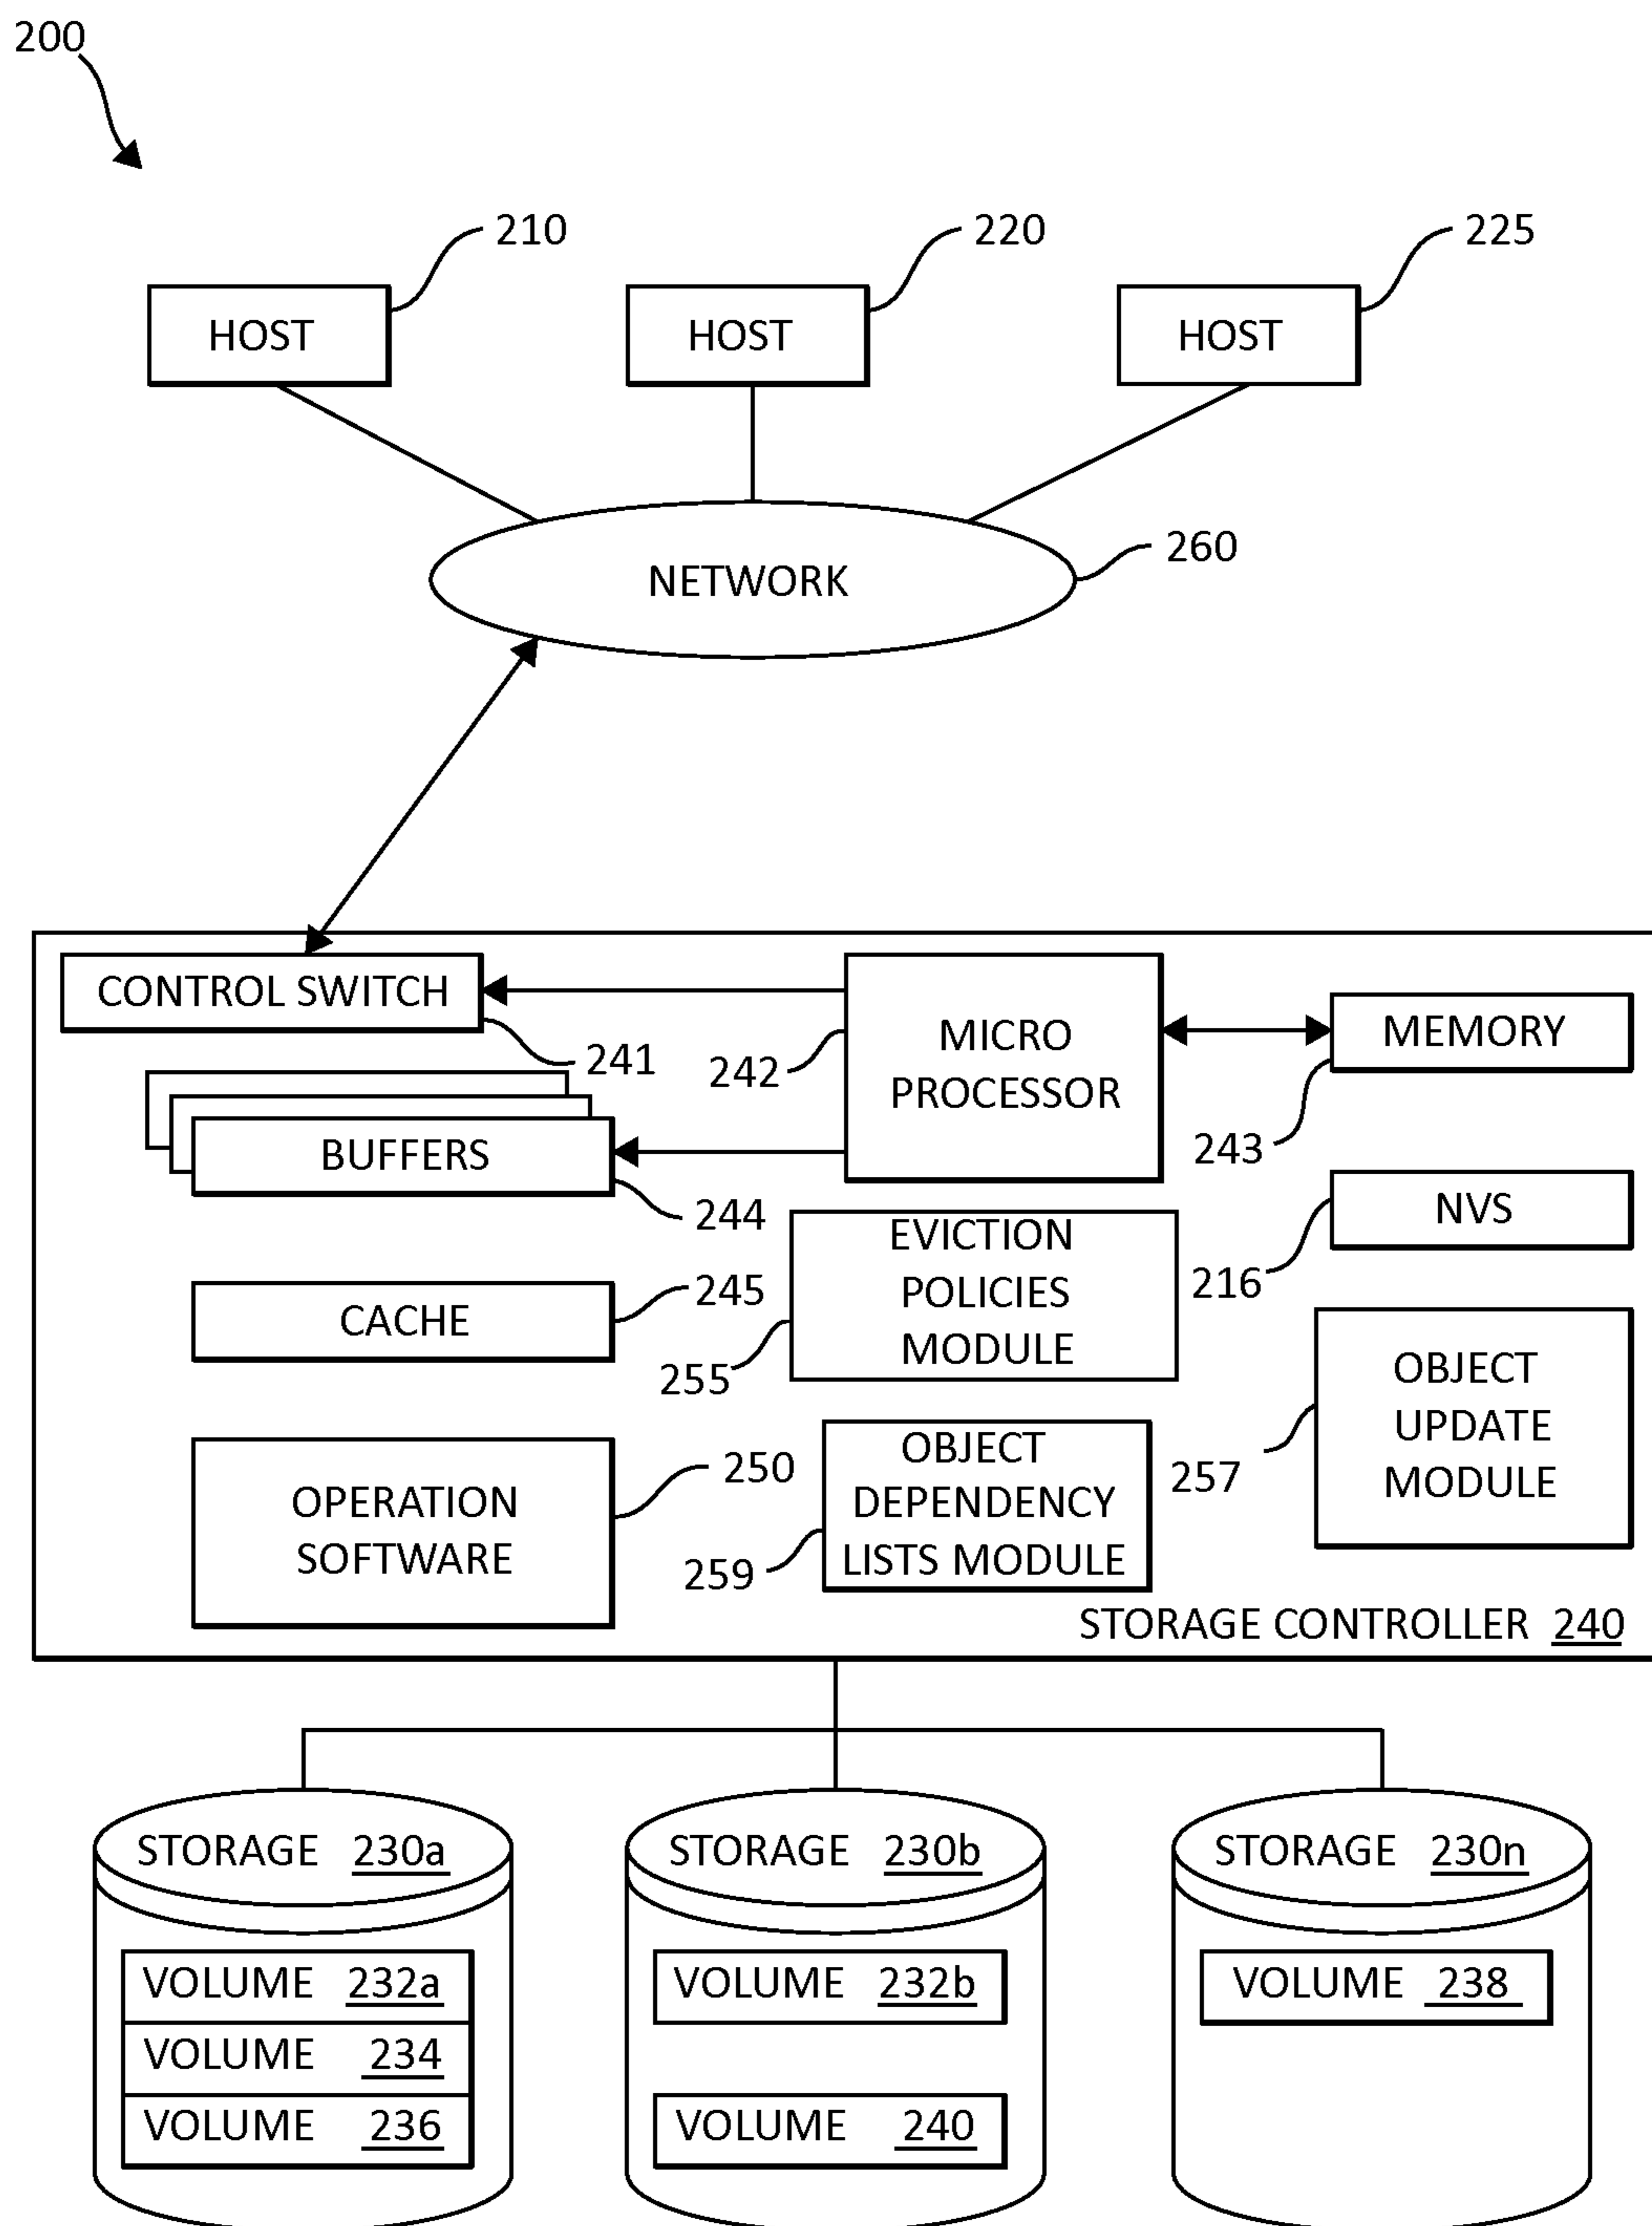 200
210
220
225
HOST
HOST
HOST
260
NETWORK
CONTROL SWITCH
241
242
MICRO
PROCESSOR
MEMORY
243
BUFFERS
244
NVS
216
EVICTION
POLICIES
MODULE
255
CACHE
245
OBJECT
UPDATE
MODULE
257
OPERATION
SOFTWARE
250
OBJECT
DEPENDENCY
LISTS MODULE
259
STORAGE CONTROLLER 240
STORAGE 230a
VOLUME 232a
VOLUME 234
VOLUME 236
STORAGE 230b
VOLUME 232b
VOLUME 240
STORAGE 230n
VOLUME 238